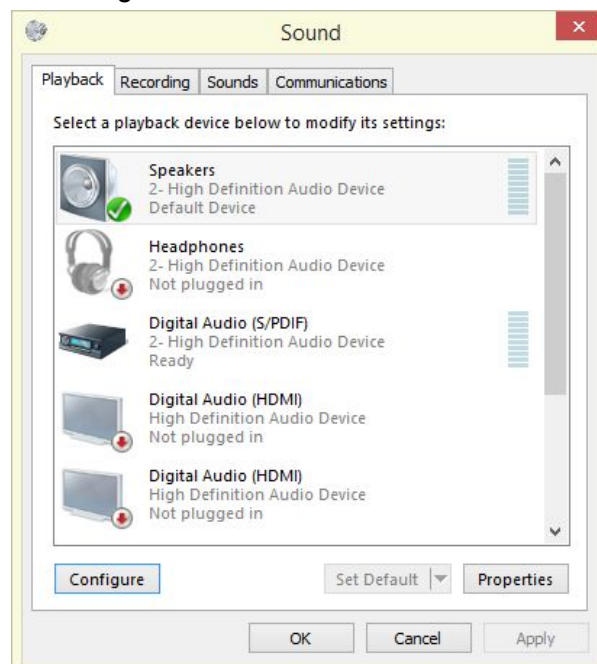 Sound
Playback Recording Sounds Communications
Select a playback device below to modify its settings:
Speakers
2- High Definition Audio Device
Default Device
Headphones
2- High Definition Audio Device
Not plugged in
Digital Audio (S/PDIF)
2- High Definition Audio Device
Ready
Digital Audio (HDMI)
High Definition Audio Device
Not plugged in
Digital Audio (HDMI)
High Definition Audio Device
Not plugged in
Configure Set Default Properties
OK Cancel Apply